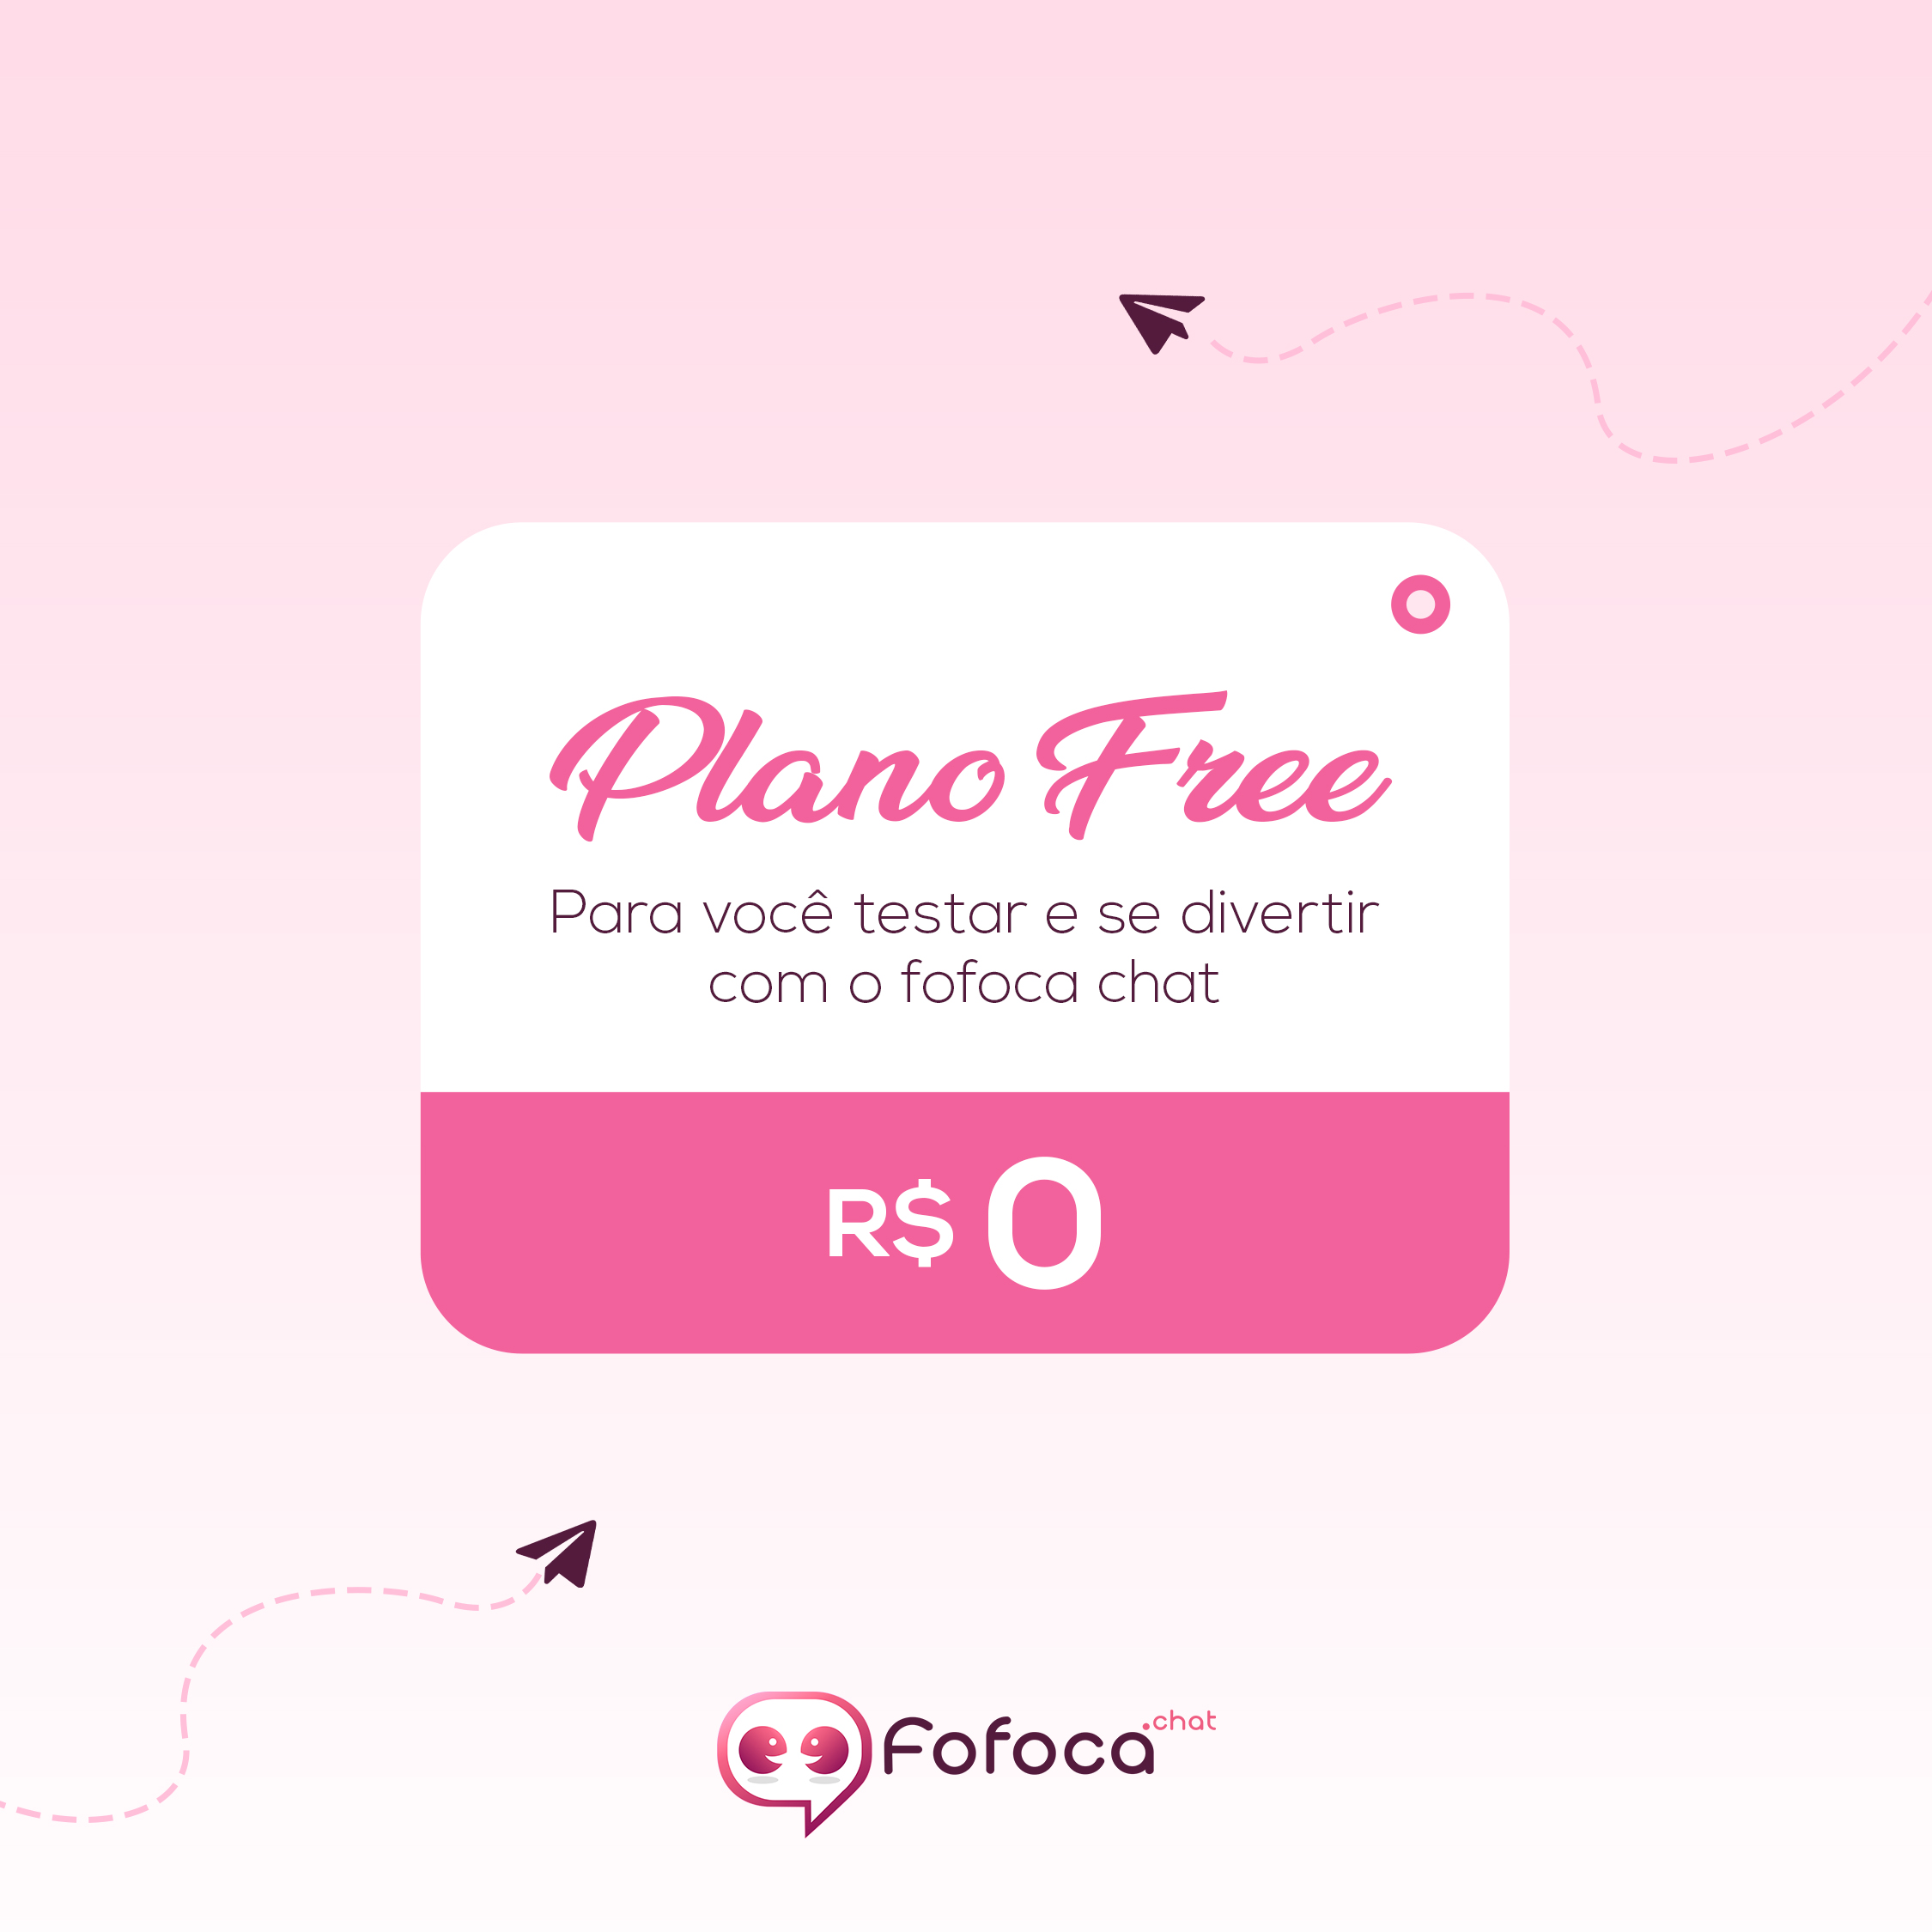 Plano Free
Para você testar e se divertir
com o fofoca chat
R$ 0
fofoca.chat